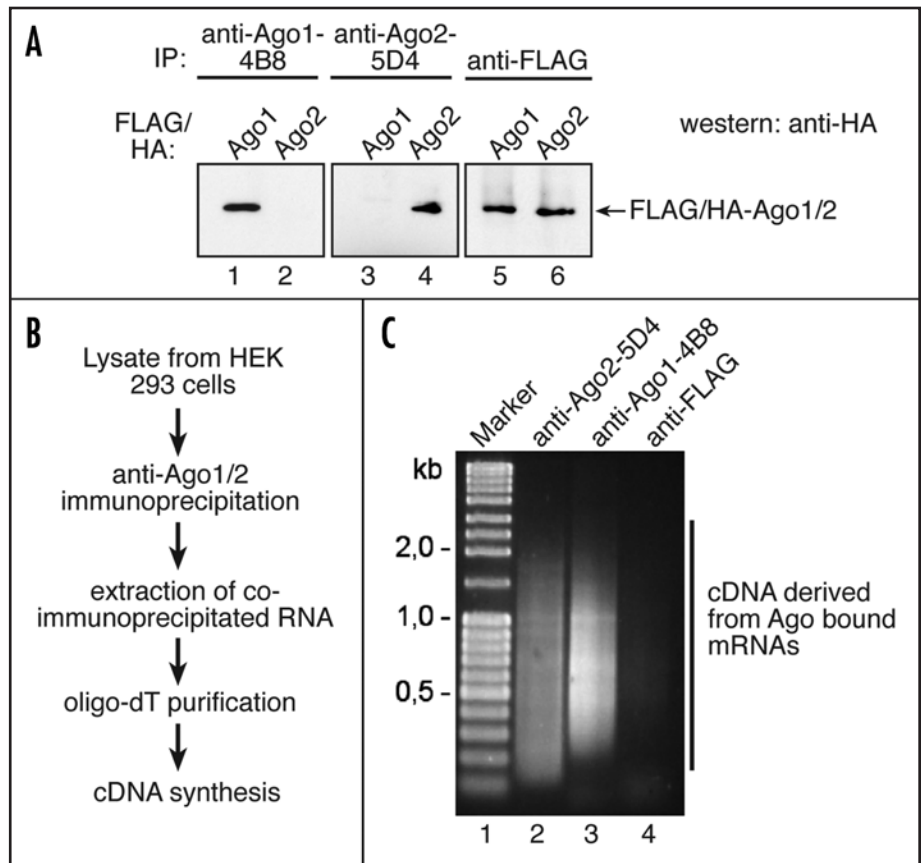 A
IP:
anti-Ago1-
4B8
anti-Ago2-
5D4
anti-FLAG
FLAG/
HA:
Ago1
Ago2
Ago1
Ago2
Ago1
Ago2
western: anti-HA
FLAG/HA-Ago1/2
1 2 3 4 5 6
B
Lysate from HEK
293 cells
anti-Ago1/2
immunoprecipitation
extraction of co-
immunoprecipitated RNA
oligo-dT purification
cDNA synthesis
C
Marker
anti-Ago2-5D4
anti-Ago1-4B8
anti-FLAG
kb
2,0 -
1,0 -
0,5 -
cDNA derived
from Ago bound
mRNAs
1 2 3 4